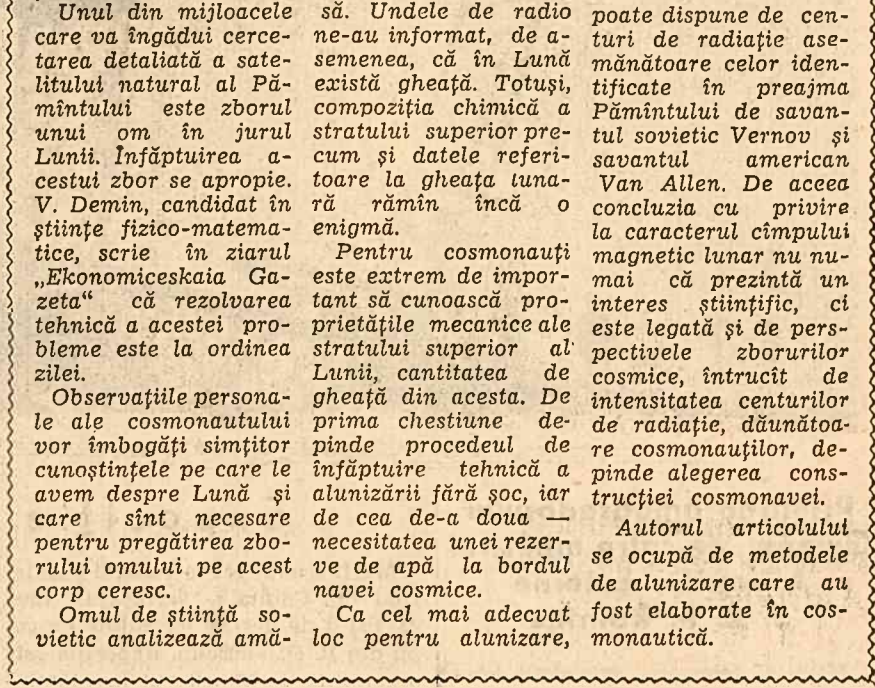 Unul din mijloacele
care va îngădui cerce-
tarea detaliată a sate-
litului natural al Pă-
mîntului este zborul
unui om în jurul
Lunii. Înfăptuirea a-
cestui zbor se apropie.
V. Demin, candidat în
științe fizico-matema-
tice, scrie în ziarul
„Ekonomiceskaia Ga-
zeta“ că rezolvarea
tehnică a acestei pro-
bleme este la ordinea
zilei.
Observațiile persona-
le ale cosmonautului
vor îmbogăți simțitor
cunoștințele pe care le
avem despre Lună și
care sînt necesare
pentru pregătirea zbo-
rului omului pe acest
corp ceresc.
Omul de știință so-
vietic analizează amă-
să. Undele de radio
ne-au informat, de a-
semenea, că în Lună
există gheață. Totuși,
compoziția chimică a
stratului superior pre-
cum și datele referi-
toare la gheața luna-
ră rămîn încă o
enigmă.
Pentru cosmonauți
este extrem de impor-
tant să cunoască pro-
prietățile mecanice ale
stratului superior al
Lunii, cantitatea de
gheață din acesta. De
prima chestiune de-
pinde procedeul de
înfăptuire tehnică a
alunizării fără șoc, iar
de cea de-a doua —
necesitatea unei rezer-
ve de apă la bordul
navei cosmice.
Ca cel mai adecvat
loc pentru alunizare,
poate dispune de cen-
turi de radiație ase-
mănătoare celor iden-
tificate în preajma
Pămîntului de savan-
tul sovietic Vernov și
savantul american
Van Allen. De aceea
concluzia cu privire
la caracterul cîmpului
magnetic lunar nu nu-
mai că prezintă un
interes științific, ci
este legată și de pers-
pectivele zborurilor
cosmice, întrucît de
intensitatea centurilor
de radiație, dăunătoa-
re cosmonauților, de-
pinde alegerea cons-
trucției cosmonavei.
Autorul articolului
se ocupă de metodele
de alunizare care au
fost elaborate în cos-
monautică.